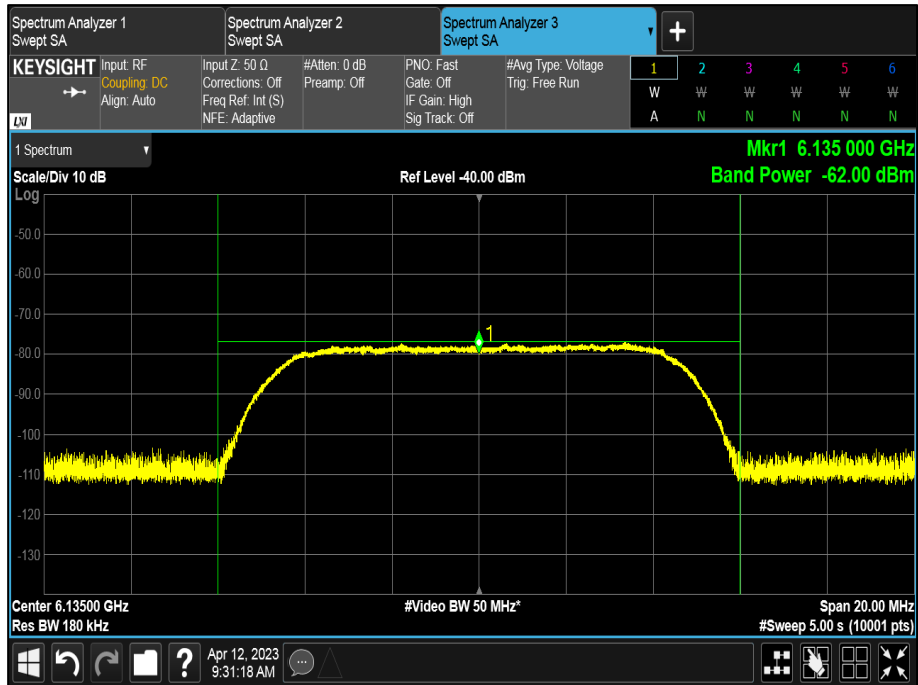 Spectrum Analyzer 1
Swept SA
Spectrum Analyzer 2
Swept SA
Spectrum Analyzer 3
Swept SA
+
KEYSIGHT
LXI
Input: RF
Coupling: DC
Align: Auto
Input Z: 50 Ω
Corrections: Off
Freq Ref: Int (S)
NFE: Adaptive
#Atten: 0 dB
Preamp: Off
PNO: Fast
Gate: Off
IF Gain: High
Sig Track: Off
#Avg Type: Voltage
Trig: Free Run
1 2 3 4 5 6
W W W W W W
A N N N N N
1 Spectrum
Mkr1 6.135 000 GHz
Scale/Div 10 dB
Ref Level -40.00 dBm
Band Power -62.00 dBm
Log
-50.0
-60.0
-70.0
1
-80.0
-90.0
-100
-110
-120
-130
Center 6.13500 GHz
#Video BW 50 MHz*
Span 20.00 MHz
Res BW 180 kHz
#Sweep 5.00 s (10001 pts)
?
Apr 12, 2023
9:31:18 AM